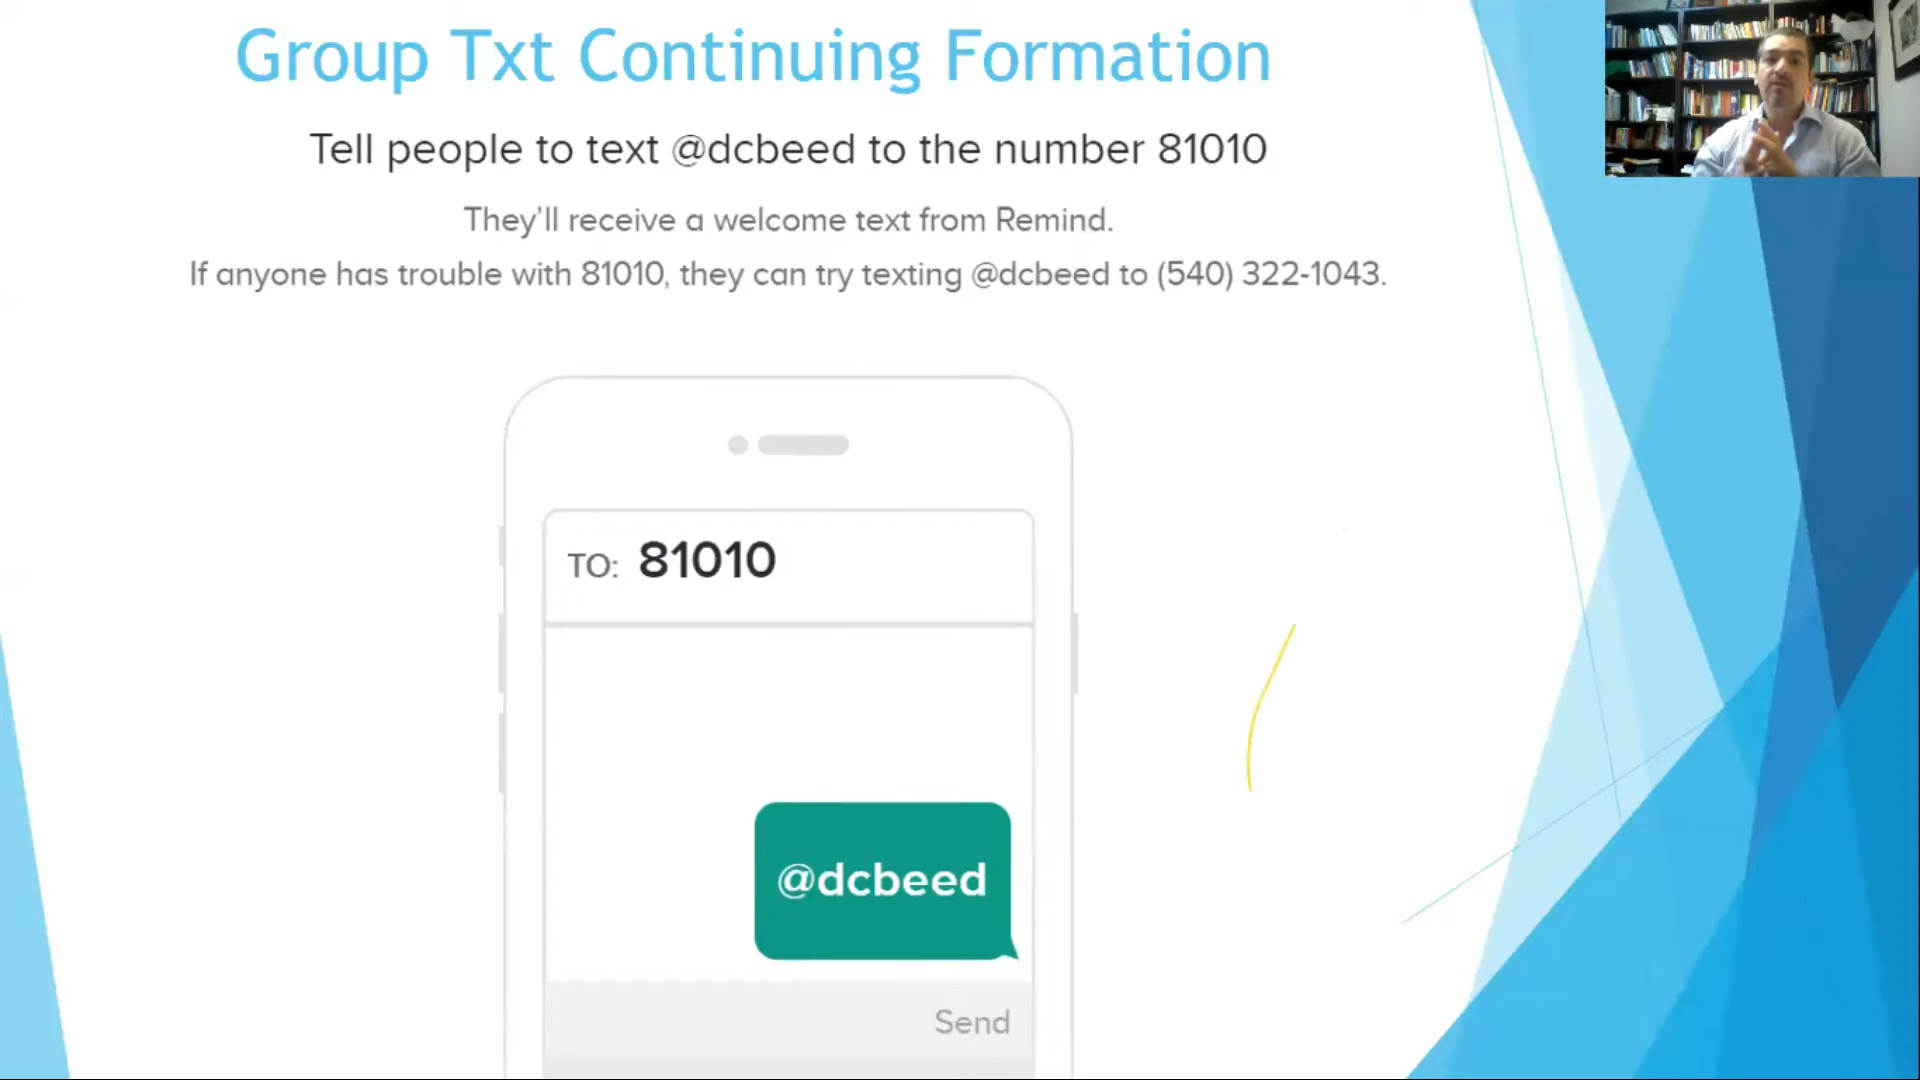 Group Txt Continuing Formation
Tell people to text @dcbeed to the number 81010
They'll receive a welcome text from Remind.
If anyone has trouble with 81010, they can try texting @dcbeed to (540) 322-1043.
TO: 81010
@dcbeed
Send